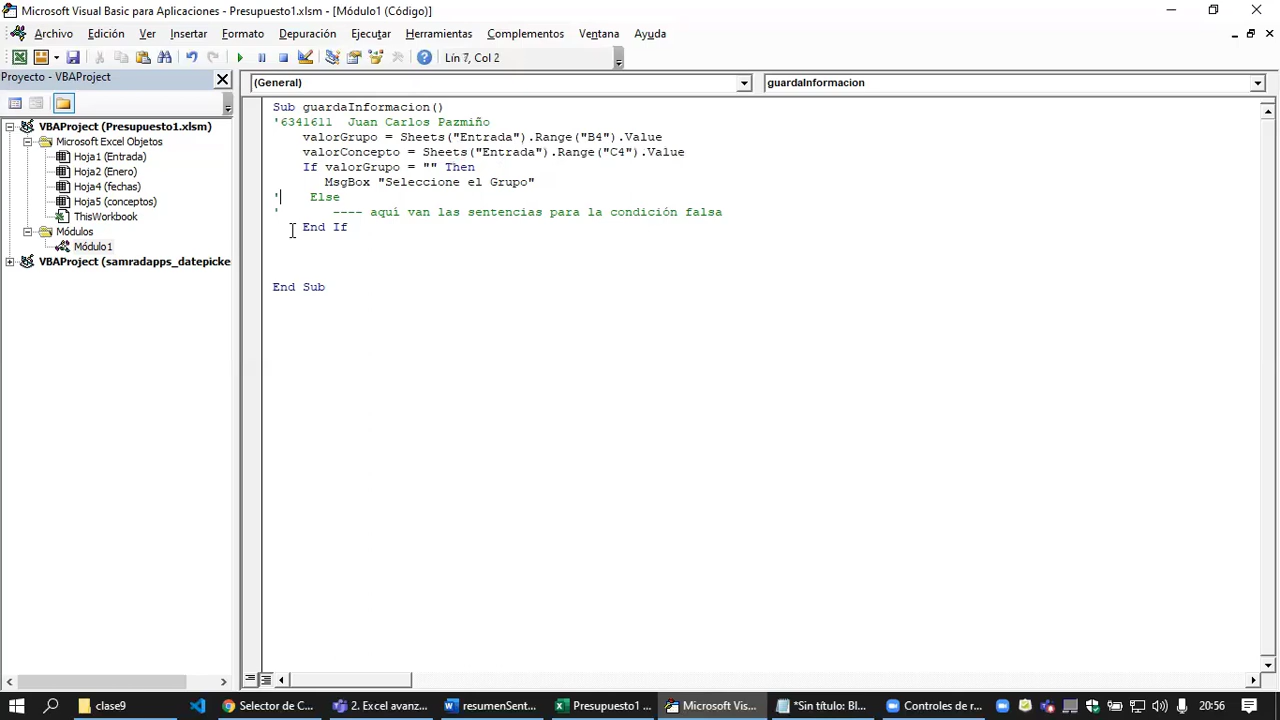 Microsoft Visual Basic para Aplicaciones - Presupuesto1.xlsm - [Módulo1 (Código)]
Archivo Edición Ver Insertar Formato Depuración Ejecutar Herramientas Complementos Ventana Ayuda
Lín 7, Col 2
Proyecto - VBAProject
(General) guardaInformacion
VBAProject (Presupuesto1.xlsm)
Microsoft Excel Objetos
Hoja1 (Entrada)
Hoja2 (Enero)
Hoja4 (fechas)
Hoja5 (conceptos)
ThisWorkbook
Módulos
Módulo1
VBAProject (samradapps_datepicke
Sub guardaInformacion()
'6341611 Juan Carlos Pazmiño
valorGrupo = Sheets("Entrada").Range("B4").Value
valorConcepto = Sheets("Entrada").Range("C4").Value
If valorGrupo = "" Then
MsgBox "Seleccione el Grupo"
' Else
' ---- aquí van las sentencias para la condición falsa
End If
End Sub
clase9 Selector de C... 2. Excel avanz... resumenSent... Presupuesto1 ... Microsoft Vis... *Sin título: Bl... Controles de r... 20:56